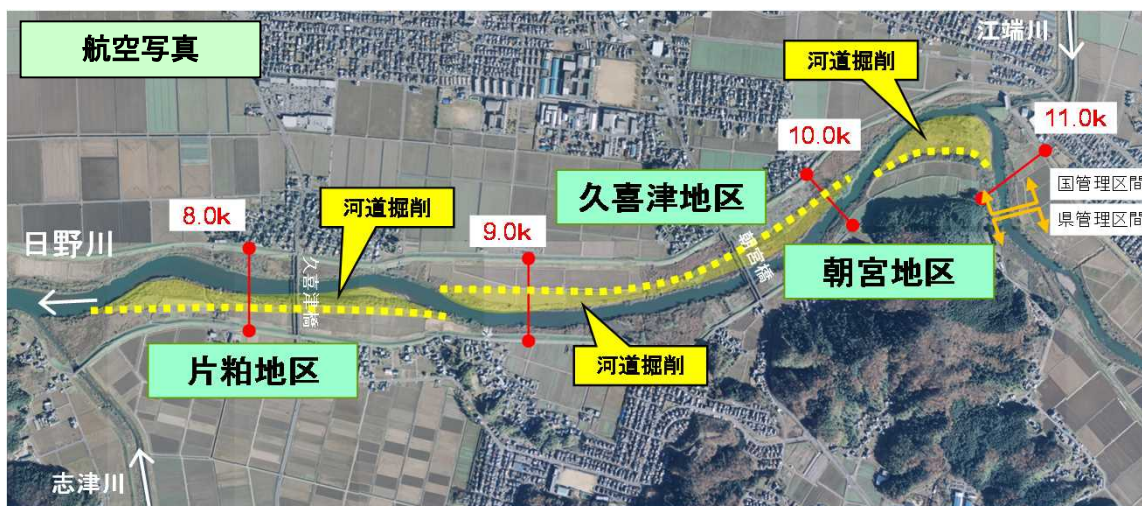 航空写真
江端川
河道掘削
11.0k
10.0k
国管理区間
久喜津地区
河道掘削
県管理区間
8.0k
9.0k
日野川
久喜津橋
朝宮橋
朝宮地区
片粕地区
河道掘削
志津川